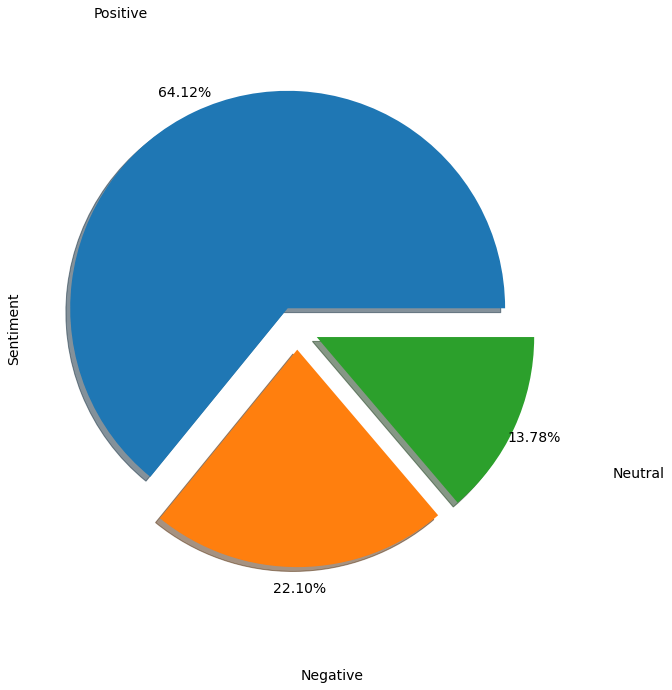 Positive
64.12%
Sentiment
13.78%
Neutral
22.10%
Negative